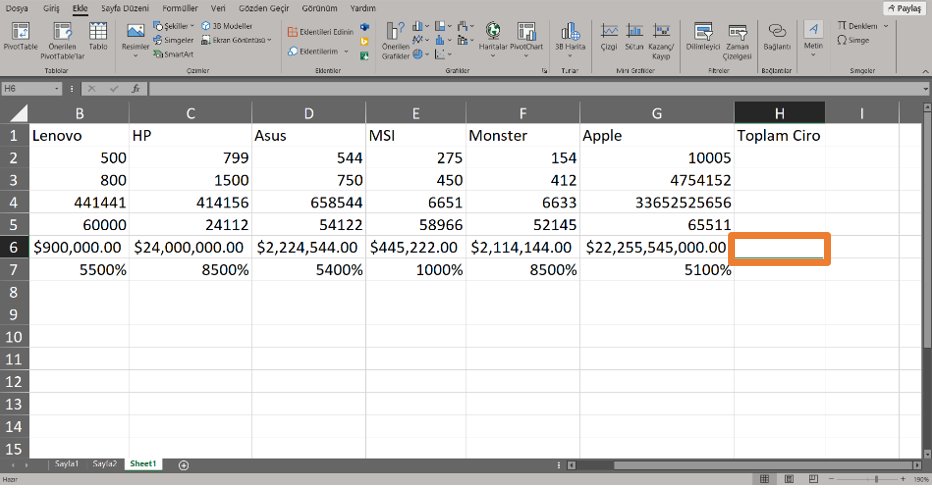 Dosya Giriş Ekle Sayfa Düzeni Formüller Veri Gözden Geçir Görünüm Yardım Paylaş
PivotTable Önerilen PivotTable'lar Tablo Resimler Şekiller Simgeler SmartArt 3B Modeller Ekran Görüntüsü Eklentileri Edinin Eklentilerim Önerilen Grafikler Haritalar PivotChart 3B Harita Çizgi Sütun Kazanç/Kayıp Dilimleyici Zaman Çizelgesi Bağlantı Metin Denklem Simge
Tablolar Çizimler Eklentiler Grafikler Turlar Mini Grafikler Filtreler Bağlantılar Simgeler
H6 fx
B C D E F G H I
1 Lenovo HP Asus MSI Monster Apple Toplam Ciro
2 500 799 544 275 154 10005
3 800 1500 750 450 412 4754152
4 441441 414156 658544 6651 6633 33652525656
5 60000 24112 54122 58966 52145 65511
6 $900,000.00 $24,000,000.00 $2,224,544.00 $445,222.00 $2,114,144.00 $22,255,545,000.00
7 5500% 8500% 5400% 1000% 8500% 5100%
8
9
10
11
12
13
14
15
Sayfa1 Sayfa2 Sheet1
Hazır 190%